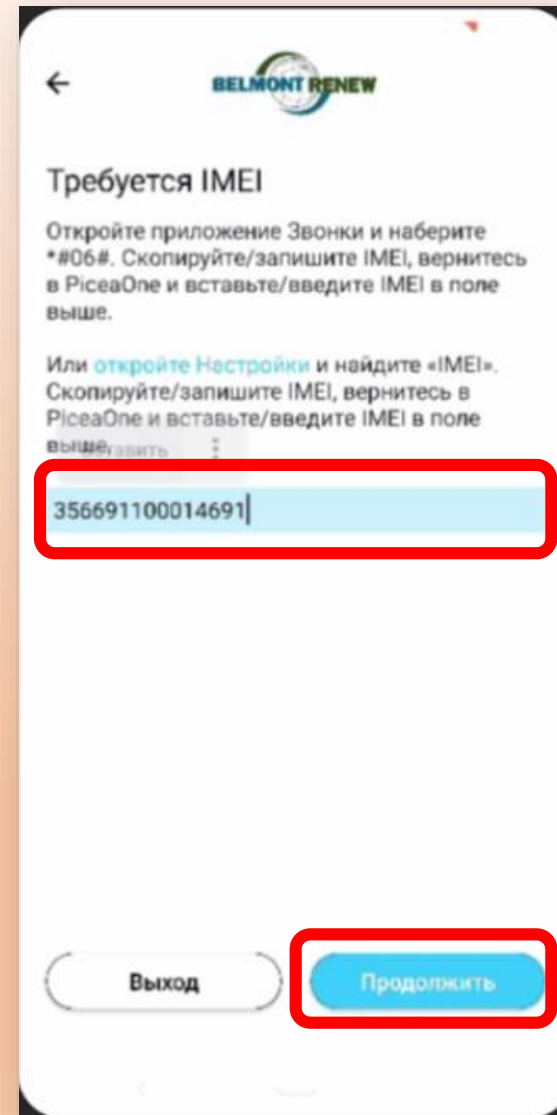 BELMONT RENEW
Требуется IMEI
Откройте приложение Звонки и наберите
*#06#. Скопируйте/запишите IMEI, вернитесь
в PiceaOne и вставьте/введите IMEI в поле
выше.
Или откройте Настройки и найдите «IMEI».
Скопируйте/запишите IMEI, вернитесь в
PiceaOne и вставьте/введите IMEI в поле
выше.
Вставить
356691100014691
Выход
Продолжить